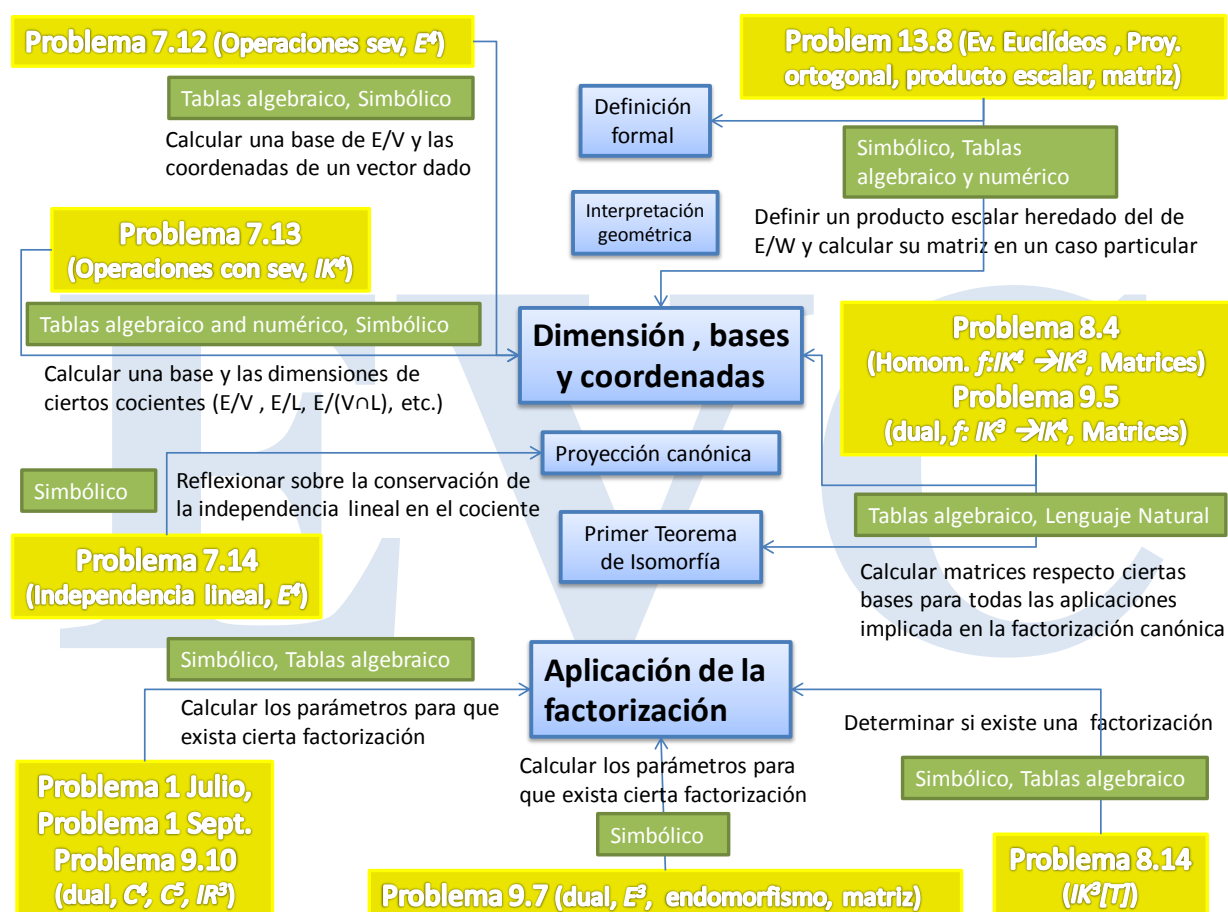 Problema 7.12 (Operaciones sev, E⁴)
Tablas algebraico, Simbólico
Calcular una base de E/V y las
coordenadas de un vector dado
Problem 13.8 (Ev. Euclídeos , Proy.
ortogonal, producto escalar, matriz)
Definición
formal
Simbólico, Tablas
algebraico y numérico
Interpretación
geométrica
Definir un producto escalar heredado del de
E/W y calcular su matriz en un caso particular
Problema 7.13
(Operaciones con sev, IK⁴)
Tablas algebraico and numérico, Simbólico
Calcular una base y las dimensiones de
ciertos cocientes (E/V , E/L, E/(V∩L), etc.)
Dimensión , bases
y coordenadas
Problema 8.4
(Homom. f:IK⁴ →IK³, Matrices)
Problema 9.5
(dual, f: IK³ →IK⁴, Matrices)
Proyección canónica
Simbólico
Reflexionar sobre la conservación de
la independencia lineal en el cociente
Tablas algebraico, Lenguaje Natural
Problema 7.14
(Independencia lineal, E⁴)
Primer Teorema
de Isomorfía
Calcular matrices respecto ciertas
bases para todas las aplicaciones
implicada en la factorización canónica
EVC
Simbólico, Tablas algebraico
Calcular los parámetros para que
exista cierta factorización
Aplicación de la
factorización
Determinar si existe una factorización
Calcular los parámetros para
que exista cierta factorización
Simbólico, Tablas algebraico
Problema 1 Julio,
Problema 1 Sept.
Problema 9.10
(dual, C⁴, C⁵, IR³)
Simbólico
Problema 9.7 (dual, E³, endomorfismo, matriz)
Problema 8.14
(IK³[T])